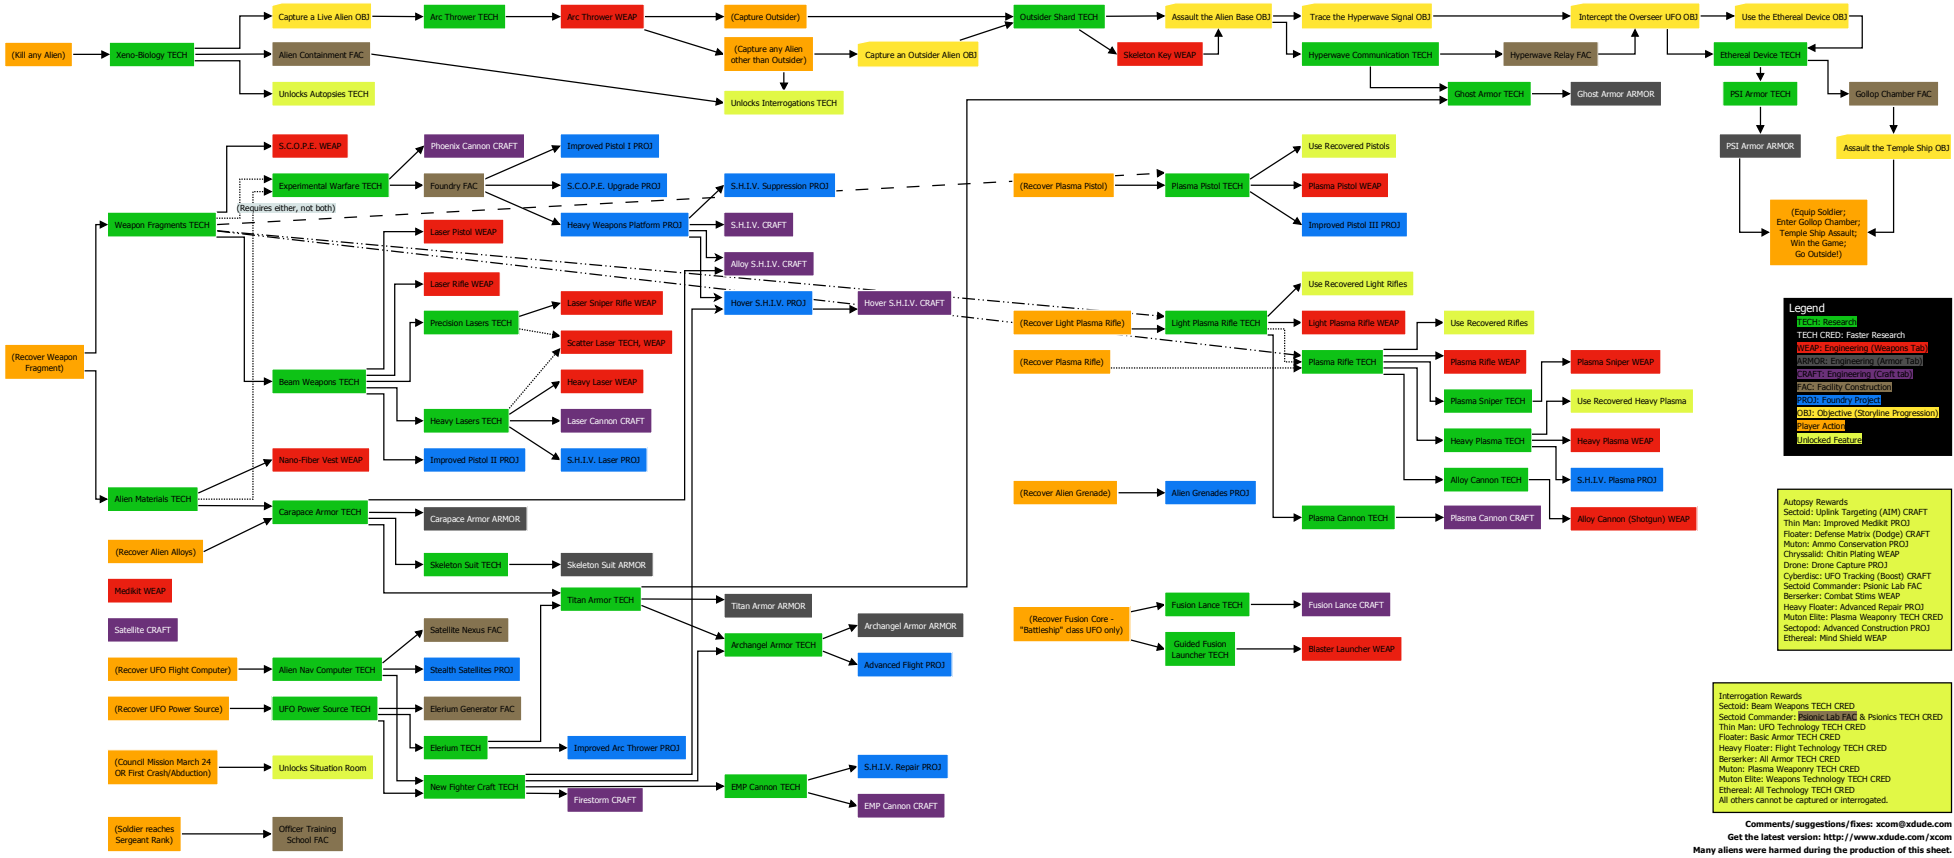 Capture a Live Alien OBJ
Arc Thrower TECH
Arc Thrower WEAP
(Capture Outsider)
Outsider Shard TECH
Assault the Alien Base OBJ
Trace the Hyperwave Signal OBJ
Intercept the Overseer UFO OBJ
Use the Ethereal Device OBJ
(Kill any Alien)
Xeno-Biology TECH
Alien Containment FAC
(Capture any Alien
other than Outsider)
Capture an Outsider Alien OBJ
Skeleton Key WEAP
Hyperwave Communication TECH
Hyperwave Relay FAC
Ethereal Device TECH
Unlocks Autopsies TECH
Unlocks Interrogations TECH
Ghost Armor TECH
Ghost Armor ARMOR
PSI Armor TECH
Gollop Chamber FAC
S.C.O.P.E. WEAP
Phoenix Cannon CRAFT
Improved Pistol I PROJ
Use Recovered Pistols
PSI Armor ARMOR
Assault the Temple Ship OBJ
Experimental Warfare TECH
Foundry FAC
S.C.O.P.E. Upgrade PROJ
S.H.I.V. Suppression PROJ
(Recover Plasma Pistol)
Plasma Pistol TECH
Plasma Pistol WEAP
(Requires either, not both)
Weapon Fragments TECH
Laser Pistol WEAP
Heavy Weapons Platform PROJ
S.H.I.V. CRAFT
Improved Pistol III PROJ
(Equip Soldier;
Enter Gollop Chamber;
Temple Ship Assault;
Win the Game;
Go Outside!)
Alloy S.H.I.V. CRAFT
Laser Rifle WEAP
Use Recovered Light Rifles
Laser Sniper Rifle WEAP
Hover S.H.I.V. PROJ
Hover S.H.I.V. CRAFT
Precision Lasers TECH
(Recover Light Plasma Rifle)
Light Plasma Rifle TECH
Light Plasma Rifle WEAP
Use Recovered Rifles
Scatter Laser TECH, WEAP
(Recover Weapon
Fragment)
(Recover Plasma Rifle)
Plasma Rifle TECH
Plasma Rifle WEAP
Plasma Sniper WEAP
Beam Weapons TECH
Heavy Laser WEAP
Plasma Sniper TECH
Use Recovered Heavy Plasma
Heavy Lasers TECH
Laser Cannon CRAFT
Heavy Plasma TECH
Heavy Plasma WEAP
Nano-Fiber Vest WEAP
Improved Pistol II PROJ
S.H.I.V. Laser PROJ
Alloy Cannon TECH
S.H.I.V. Plasma PROJ
Alien Materials TECH
(Recover Alien Grenade)
Alien Grenades PROJ
Carapace Armor TECH
Carapace Armor ARMOR
Plasma Cannon TECH
Plasma Cannon CRAFT
Alloy Cannon (Shotgun) WEAP
(Recover Alien Alloys)
Skeleton Suit TECH
Skeleton Suit ARMOR
Medikit WEAP
Titan Armor TECH
Titan Armor ARMOR
Fusion Lance TECH
Fusion Lance CRAFT
Satellite CRAFT
Satellite Nexus FAC
Archangel Armor ARMOR
(Recover Fusion Core -
"Battleship" class UFO only)
Archangel Armor TECH
Guided Fusion
Launcher TECH
Blaster Launcher WEAP
(Recover UFO Flight Computer)
Alien Nav Computer TECH
Stealth Satellites PROJ
Advanced Flight PROJ
(Recover UFO Power Source)
UFO Power Source TECH
Elerium Generator FAC
Elerium TECH
Improved Arc Thrower PROJ
(Council Mission March 24
OR First Crash/Abduction)
Unlocks Situation Room
S.H.I.V. Repair PROJ
New Fighter Craft TECH
EMP Cannon TECH
Firestorm CRAFT
EMP Cannon CRAFT
(Soldier reaches
Sergeant Rank)
Officer Training
School FAC
Legend
TECH: Research
TECH CRED: Faster Research
WEAP: Engineering (Weapons Tab)
ARMOR: Engineering (Armor Tab)
CRAFT: Engineering (Craft tab)
FAC: Facility Construction
PROJ: Foundry Project
OBJ: Objective (Storyline Progression)
Player Action
Unlocked Feature
Autopsy Rewards
Sectoid: Uplink Targeting (AIM) CRAFT
Thin Man: Improved Medikit PROJ
Floater: Defense Matrix (Dodge) CRAFT
Muton: Ammo Conservation PROJ
Chryssalid: Chitin Plating WEAP
Drone: Drone Capture PROJ
Cyberdisc: UFO Tracking (Boost) CRAFT
Sectoid Commander: Psionic Lab FAC
Berserker: Combat Stims WEAP
Heavy Floater: Advanced Repair PROJ
Muton Elite: Plasma Weaponry TECH CRED
Sectopod: Advanced Construction PROJ
Ethereal: Mind Shield WEAP
Interrogation Rewards
Sectoid: Beam Weapons TECH CRED
Sectoid Commander: Psionic Lab FAC & Psionics TECH CRED
Thin Man: UFO Technology TECH CRED
Floater: Basic Armor TECH CRED
Heavy Floater: Flight Technology TECH CRED
Berserker: All Armor TECH CRED
Muton: Plasma Weaponry TECH CRED
Muton Elite: Weapons Technology TECH CRED
Ethereal: All Technology TECH CRED
All others cannot be captured or interrogated.
Comments/suggestions/fixes: xcom@xdude.com
Get the latest version: http://www.xdude.com/xcom
Many aliens were harmed during the production of this sheet.